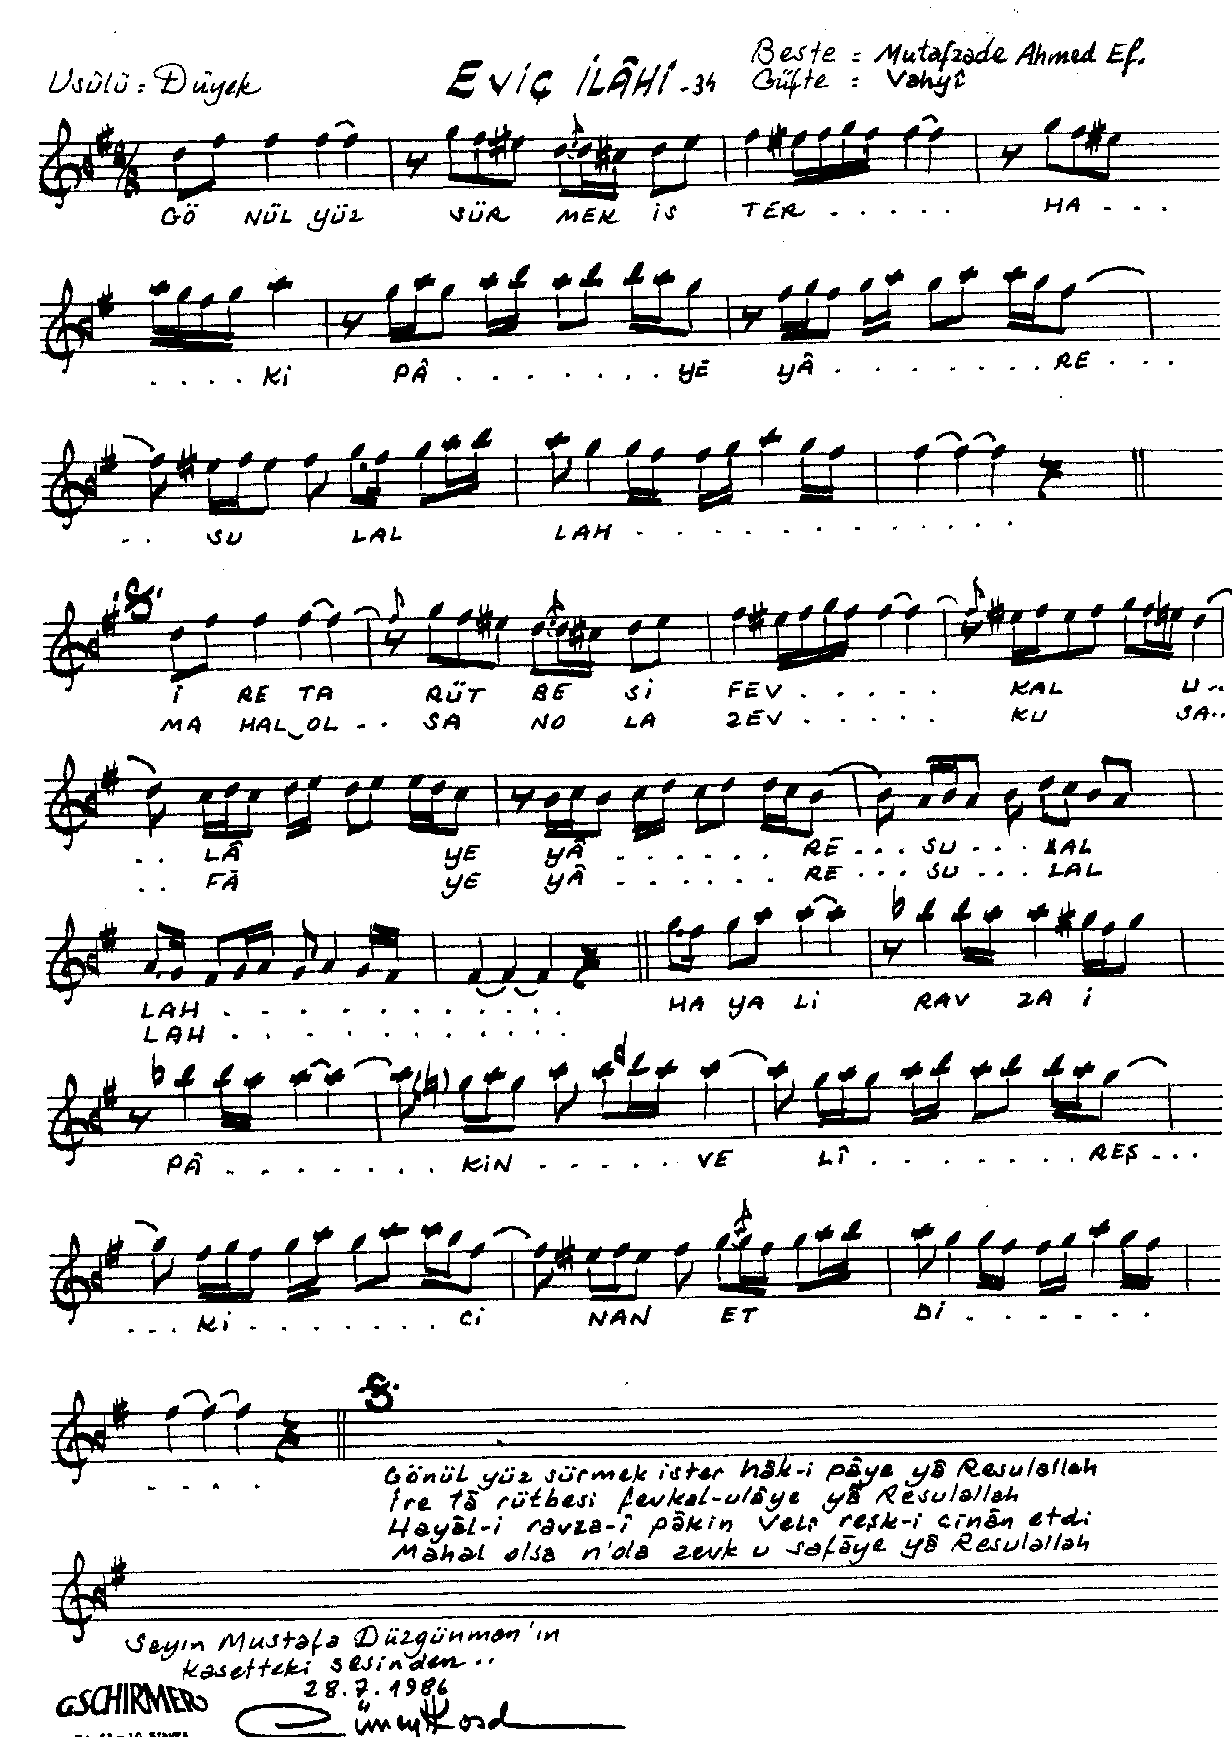 Usûlü : Düyek
EVİÇ İLÂHİ - 34
Beste : Mutafzade Ahmed Ef.
Güfte : Vahyî
GÖ NÜL YÜZ SÜR MEK İS TER . . . . . HA . . .
. . . . Kİ PÂ . . . . . . . YE YÂ . . . . . . . RE . . .
. . SU LAL LAH . . . . . . . . . . .
İ RE TA RÜT BE Sİ FEV . . . . . KAL U . .
MA HAL OL . . SA NO LA ZEV . . . . . KU SA . .
. . LÂ YE YÂ . . . . . . RE . . . SU . . . LAL
. . FÂ YE YÂ . . . . . . RE . . . SU . . . LAL
LAH . . . . . . . . . . . HA YA Lİ RAV ZA İ
LAH . . . . . . . . . . .
PÂ . . . . . . . KİN . . . . . VE LÎ . . . . . . . REŞ . . .
. . . Kİ . . . . . . . Cİ NAN ET Dİ . . . . . .
. . . .
Gönül yüz sürmek ister hâk-i pâye yâ Resulallah
İre tâ rütbesi fevkal-ulâye yâ Resulallah
Hayâl-i ravza-î pâkin Velî reşk-i cinân etdi
Mahal olsa n'ola zevk u safâye yâ Resulallah
Sayın Mustafa Düzgünman'ın
kasetteki sesinden . .
28.7.1986
G SCHIRMER